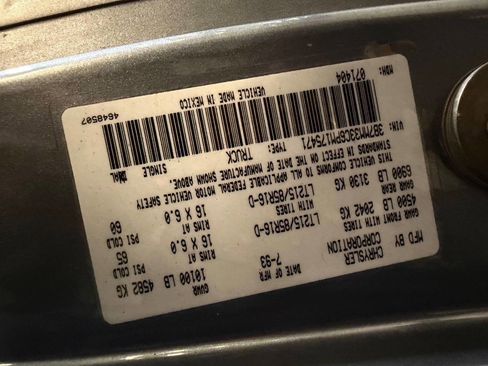 MFD BY CHRYSLER CORPORATION
DATE OF MFR 7-93
GVWR 10100 LB 4582 KG
GAWR FRONT WITH TIRES RIMS AT PSI COLD
4500 LB 2042 KG LT215/85R16-D 16 X 6.0 65
GAWR REAR WITH TIRES RIMS AT PSI COLD
6900 LB 3130 KG LT215/85R16-D 16 X 6.0 60
THIS VEHICLE CONFORMS TO ALL APPLICABLE FEDERAL MOTOR VEHICLE SAFETY
STANDARDS IN EFFECT ON THE DATE OF MANUFACTURE SHOWN ABOVE.
VIN: 3B7MM33C6PM175471 TYPE: TRUCK SINGLE DUAL
MDH: 071404 VEHICLE MADE IN MEXICO 4648507